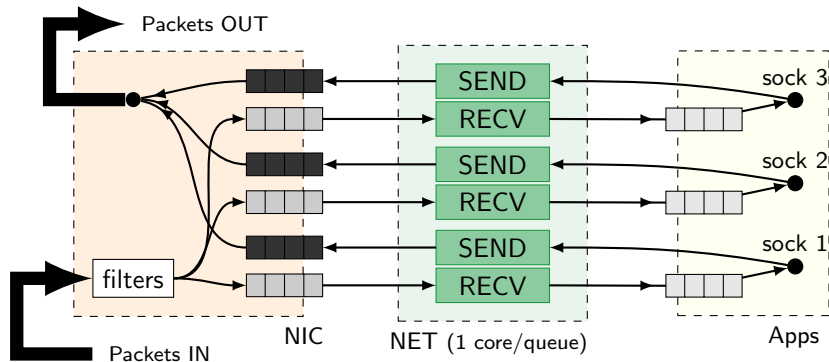 Packets OUT
SEND
sock 3
RECV
SEND
sock 2
RECV
SEND
sock 1
filters
RECV
NIC
NET (1 core/queue)
Apps
Packets IN